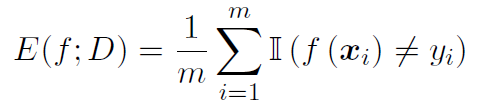 E(f; D) = \frac{1}{m} \sum_{i=1}^{m} \mathbb{I} (f (\boldsymbol{x}_i) \neq y_i)